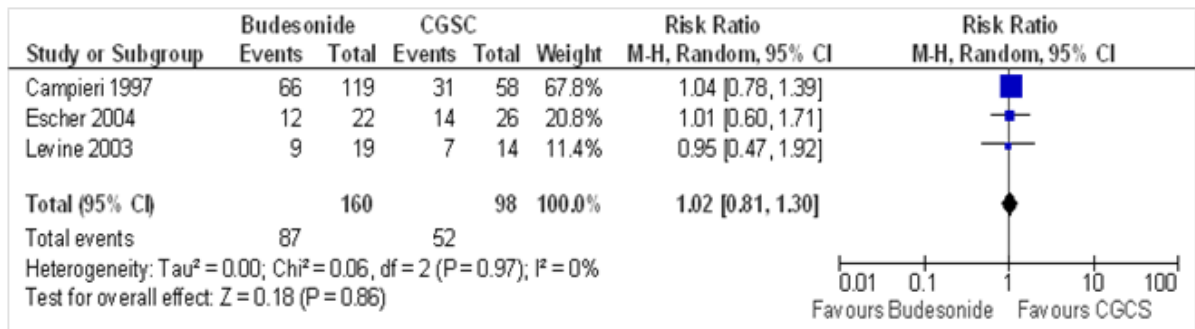 Budesonide CGSC Risk Ratio Risk Ratio
Study or Subgroup Events Total Events Total Weight M-H, Random, 95% CI M-H, Random, 95% CI
Campieri 1997 66 119 31 58 67.8% 1.04 [0.78, 1.39]
Escher 2004 12 22 14 26 20.8% 1.01 [0.60, 1.71]
Levine 2003 9 19 7 14 11.4% 0.95 [0.47, 1.92]
Total (95% CI) 160 98 100.0% 1.02 [0.81, 1.30]
Total events 87 52
Heterogeneity: Tau² = 0.00; Chi² = 0.06, df = 2 (P = 0.97); I² = 0%
Test for overall effect: Z = 0.18 (P = 0.86)
0.01 0.1 1 10 100
Favours Budesonide Favours CGCS